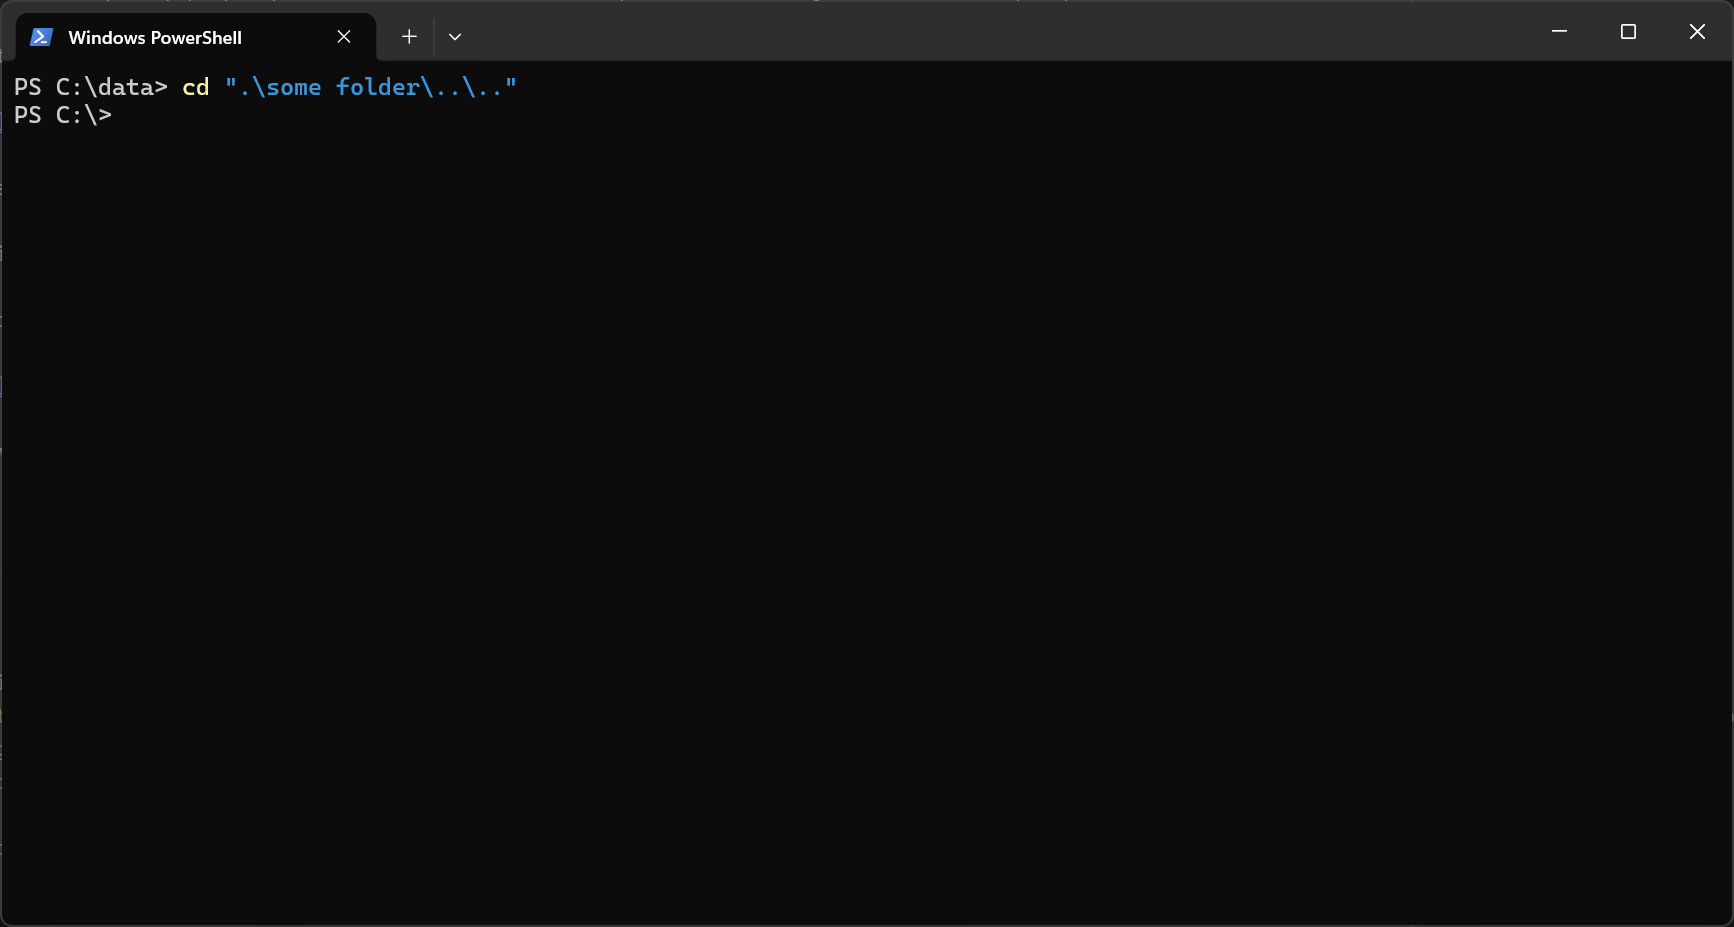 Windows PowerShell
PS C:\data> cd ".\some folder\..\.."
PS C:\>